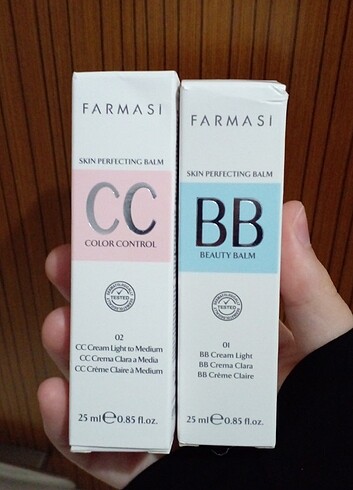 FARMASI
SKIN PERFECTING BALM
CC
COLOR CONTROL
TESTED
02
CC Cream Light to Medium
CC Crema Clara a Media
CC Crème Claire à Medium
25 ml ℮ 0.85 fl.oz.
FARMASI
SKIN PERFECTING BALM
BB
BEAUTY BALM
TESTED
01
BB Cream Light
BB Crema Clara
BB Crème Claire
25 ml ℮ 0.85 fl.oz.